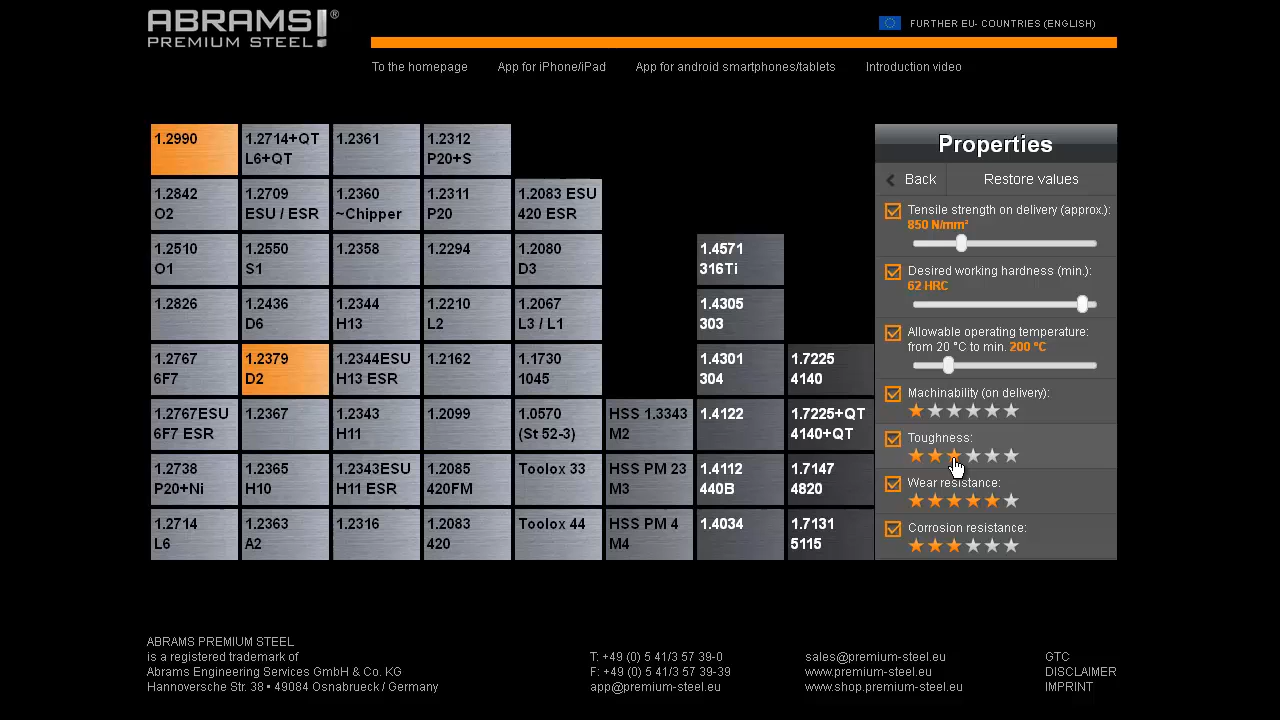 ABRAMS!®
PREMIUM STEEL
FURTHER EU- COUNTRIES (ENGLISH)
To the homepage
App for iPhone/iPad
App for android smartphones/tablets
Introduction video
1.2990
1.2714+QT
L6+QT
1.2361
1.2312
P20+S
1.2842
O2
1.2709
ESU / ESR
1.2360
~Chipper
1.2311
P20
1.2083 ESU
420 ESR
1.2510
O1
1.2550
S1
1.2358
1.2294
1.2080
D3
1.4571
316Ti
1.2826
1.2436
D6
1.2344
H13
1.2210
L2
1.2067
L3 / L1
1.4305
303
1.2767
6F7
1.2379
D2
1.2344ESU
H13 ESR
1.2162
1.1730
1045
1.4301
304
1.7225
4140
1.2767ESU
6F7 ESR
1.2367
1.2343
H11
1.2099
1.0570
(St 52-3)
HSS 1.3343
M2
1.4122
1.7225+QT
4140+QT
1.2738
P20+Ni
1.2365
H10
1.2343ESU
H11 ESR
1.2085
420FM
Toolox 33
HSS PM 23
M3
1.4112
440B
1.7147
4820
1.2714
L6
1.2363
A2
1.2316
1.2083
420
Toolox 44
HSS PM 4
M4
1.4034
1.7131
5115
Properties
Back
Restore values
Tensile strength on delivery (approx.):
850 N/mm²
Desired working hardness (min.):
62 HRC
Allowable operating temperature:
from 20 °C to min. 200 °C
Machinability (on delivery):
Toughness:
Wear resistance:
Corrosion resistance:
ABRAMS PREMIUM STEEL
is a registered trademark of
Abrams Engineering Services GmbH & Co. KG
Hannoversche Str. 38 ▪ 49084 Osnabrueck / Germany
T: +49 (0) 5 41/3 57 39-0
F: +49 (0) 5 41/3 57 39-39
app@premium-steel.eu
sales@premium-steel.eu
www.premium-steel.eu
www.shop.premium-steel.eu
GTC
DISCLAIMER
IMPRINT